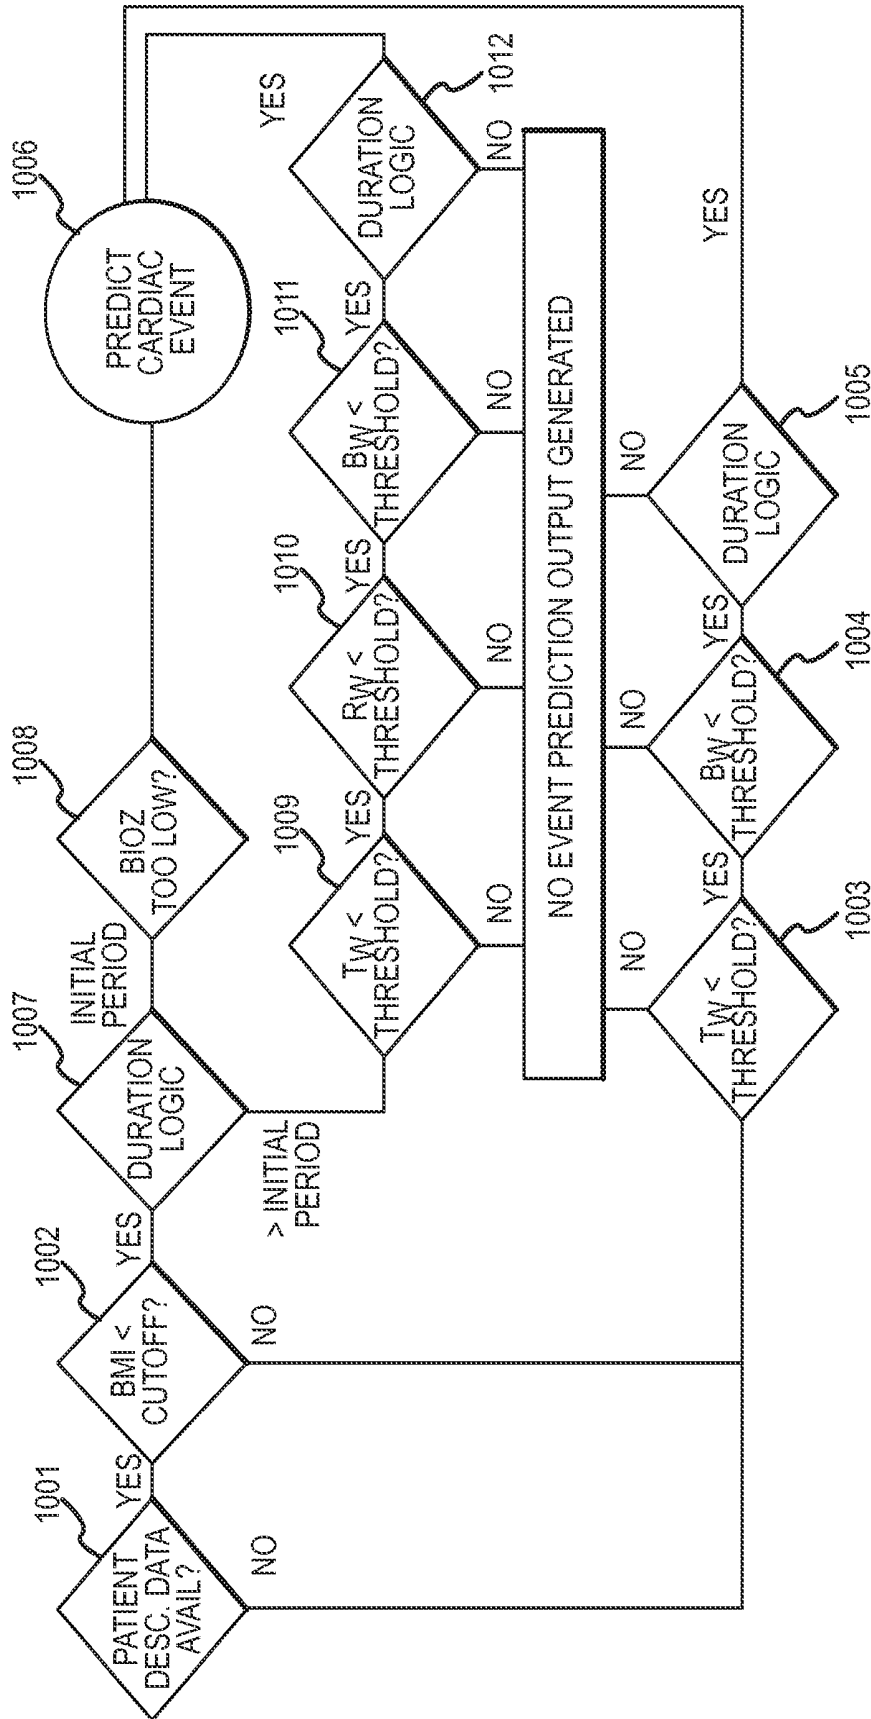 1001
PATIENT
DESC. DATA
AVAIL?
YES
NO
1002
BMI <
CUTOFF?
YES
NO
1007
DURATION
LOGIC
INITIAL
PERIOD
> INITIAL
PERIOD
1008
BIOZ
TOO LOW?
1006
PREDICT
CARDIAC
EVENT
1009
TW <
THRESHOLD?
YES
NO
1010
RW <
THRESHOLD?
YES
NO
1011
BW <
THRESHOLD?
YES
NO
1012
DURATION
LOGIC
YES
NO
NO EVENT PREDICTION OUTPUT GENERATED
NO
TW <
THRESHOLD?
1003
YES
NO
BW <
THRESHOLD?
1004
YES
NO
DURATION
LOGIC
1005
YES